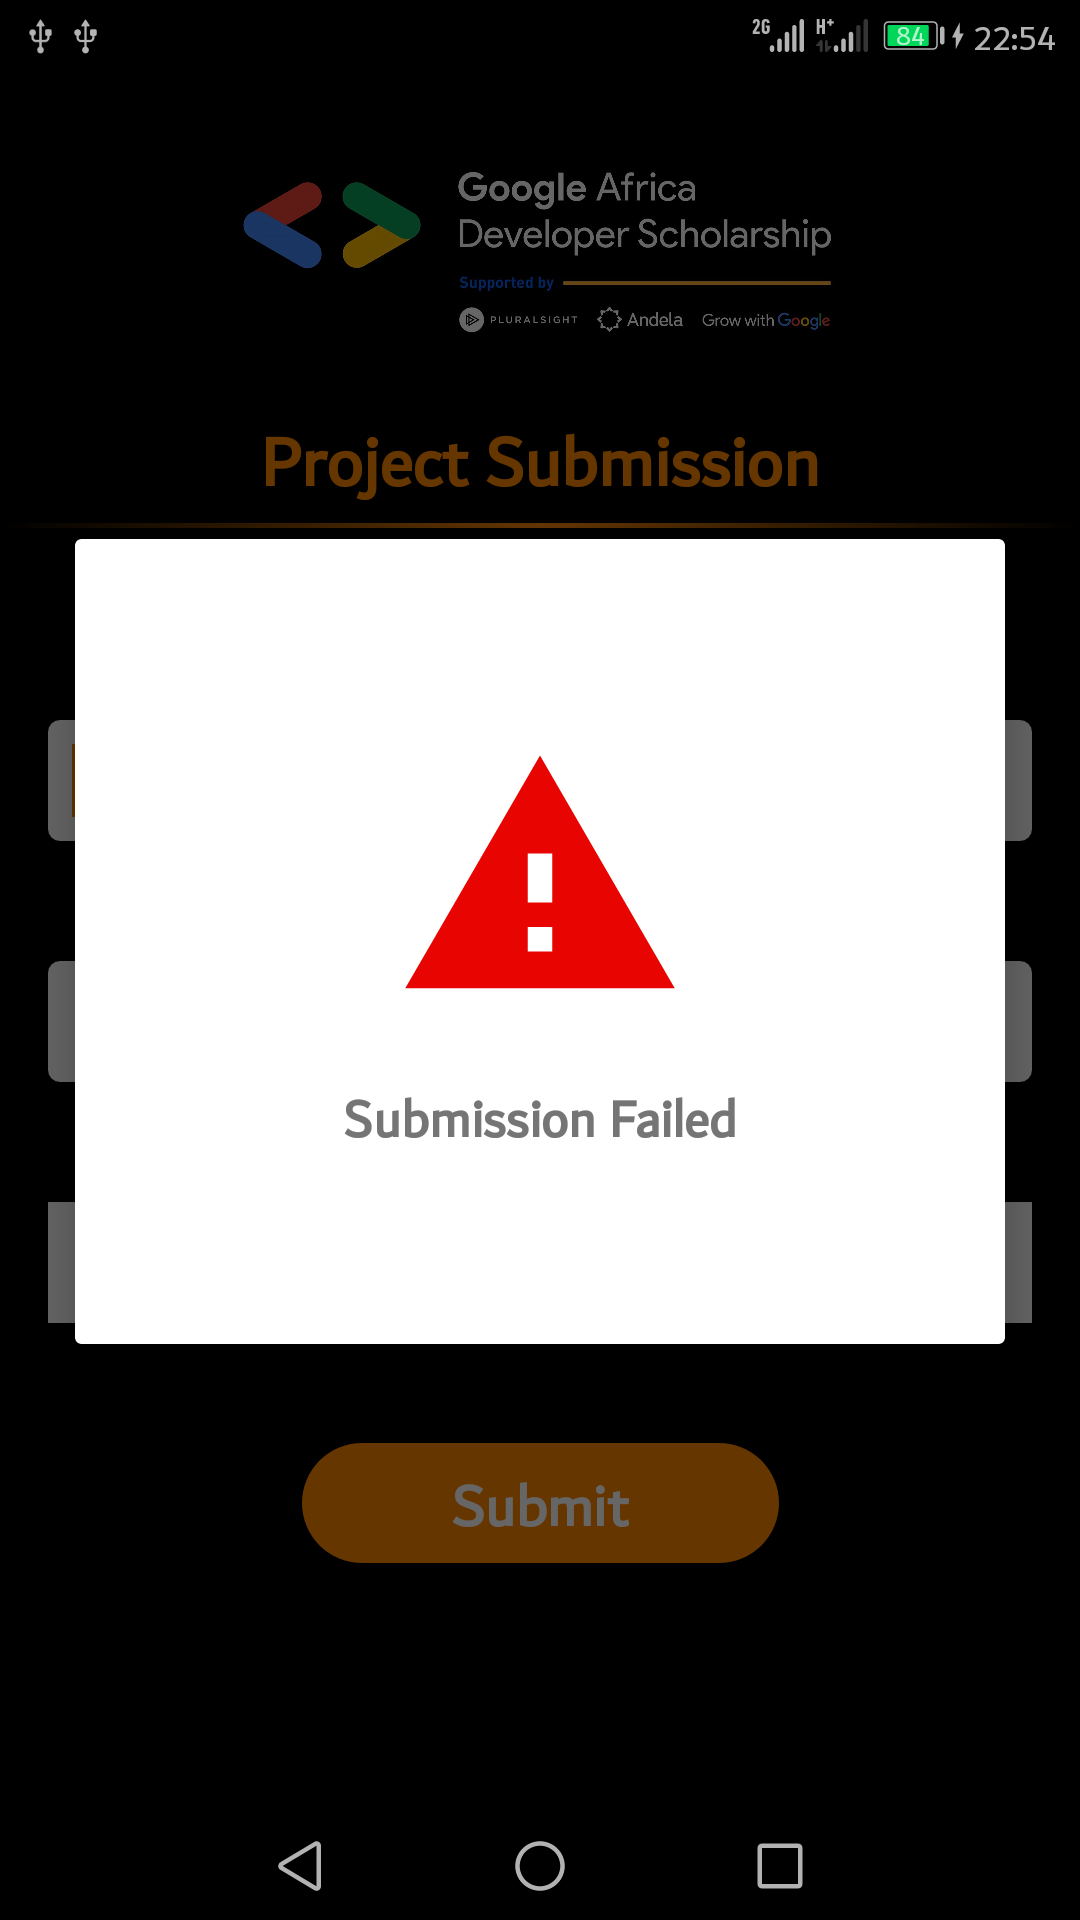 2G H+ 84 22:54
Google Africa
Developer Scholarship
Supported by
PLURALSIGHT Andela Grow with Google
Project Submission
Submission Failed
Submit